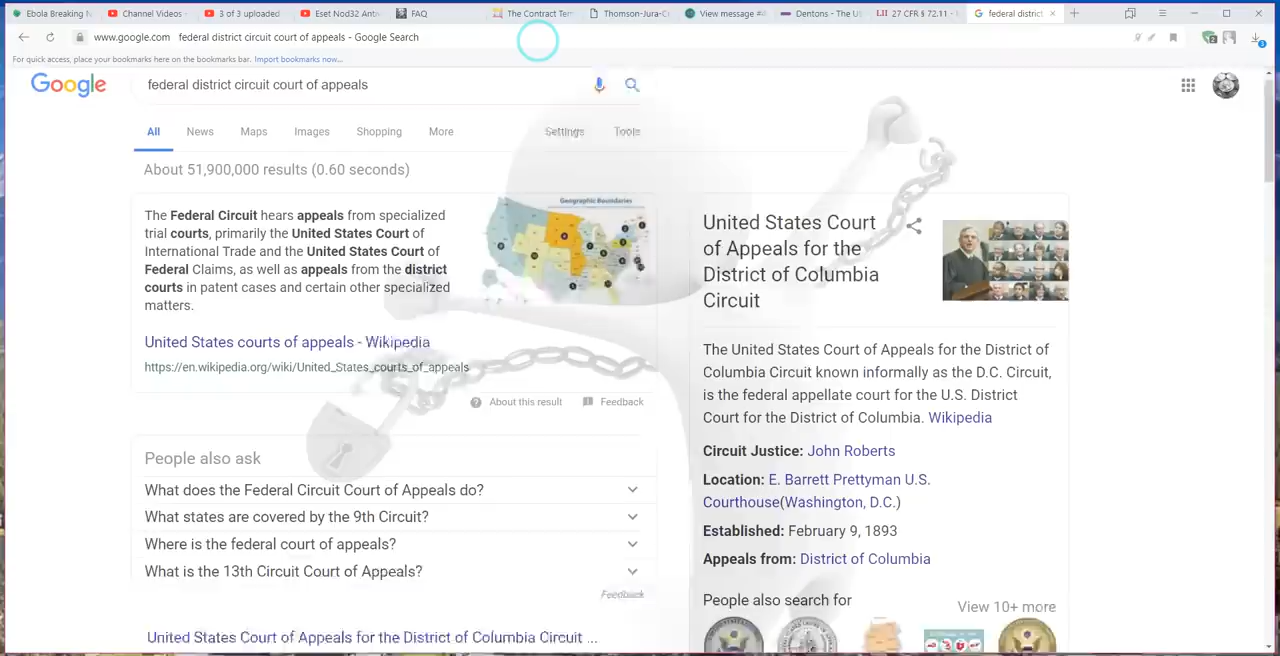 Ebola Breaking N
Channel Videos
3 of 3 uploaded
Eset Nod32 Anti
FAQ
The Contract Term
Thomson-Jura-C
View message #
Dentons - The U
LII 27 CFR § 72.11 -
federal district
www.google.com federal district circuit court of appeals - Google Search
2
3
For quick access, place your bookmarks here on the bookmarks bar. Import bookmarks now...
Google
federal district circuit court of appeals
All
News
Maps
Images
Shopping
More
Settings
Tools
About 51,900,000 results (0.60 seconds)
The Federal Circuit hears appeals from specialized
trial courts, primarily the United States Court of
International Trade and the United States Court of
Federal Claims, as well as appeals from the district
courts in patent cases and certain other specialized
matters.
Geographic Boundaries
United States courts of appeals - Wikipedia
https://en.wikipedia.org/wiki/United_States_courts_of_appeals
About this result
Feedback
People also ask
What does the Federal Circuit Court of Appeals do?
What states are covered by the 9th Circuit?
Where is the federal court of appeals?
What is the 13th Circuit Court of Appeals?
Feedback
United States Court of Appeals for the District of Columbia Circuit ...
United States Court
of Appeals for the
District of Columbia
Circuit
The United States Court of Appeals for the District of
Columbia Circuit known informally as the D.C. Circuit,
is the federal appellate court for the U.S. District
Court for the District of Columbia. Wikipedia
Circuit Justice: John Roberts
Location: E. Barrett Prettyman U.S.
Courthouse(Washington, D.C.)
Established: February 9, 1893
Appeals from: District of Columbia
People also search for
View 10+ more